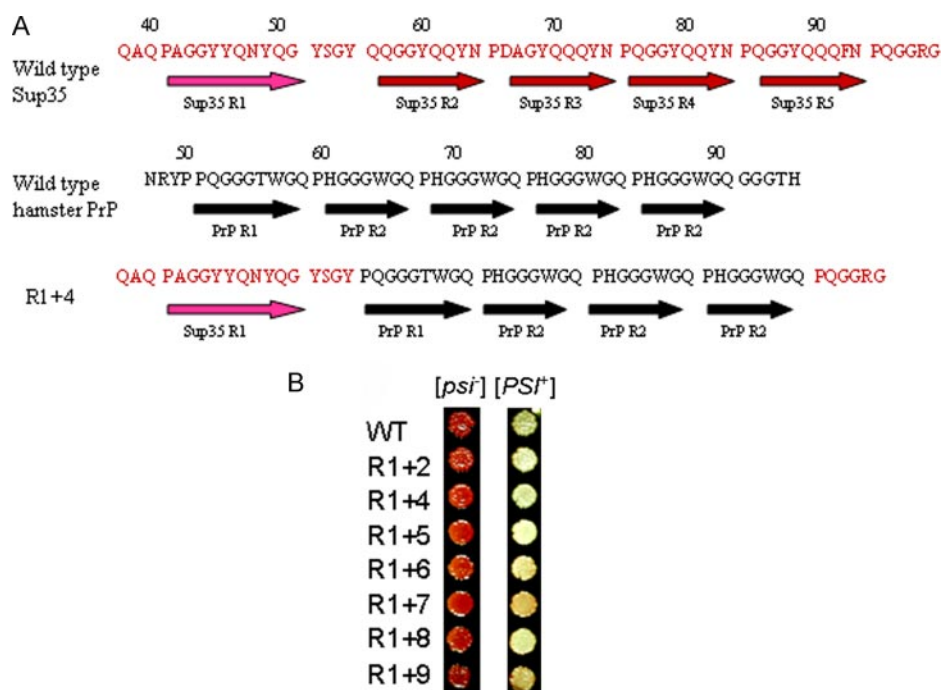 A
40 50 60 70 80 90
QAQ PAGGYYQNYQG YSGY QQGGYQQYN PDAGYQQQYN PQGGYQQYN PQGGYQQQFN PQGGRG
Wild type
Sup35
Sup35 R1 Sup35 R2 Sup35 R3 Sup35 R4 Sup35 R5
50 60 70 80 90
NRYP PQGGGTWGQ PHGGGWGQ PHGGGWGQ PHGGGWGQ PHGGGWGQ GGGTH
Wild type
hamster PrP
PrP R1 PrP R2 PrP R2 PrP R2 PrP R2
QAQ PAGGYYQNYQG YSGY PQGGGTWGQ PHGGGWGQ PHGGGWGQ PHGGGWGQ PQGGRG
R1+4
Sup35 R1 PrP R1 PrP R2 PrP R2 PrP R2
B
[psi-] [PSI+]
WT
R1+2
R1+4
R1+5
R1+6
R1+7
R1+8
R1+9